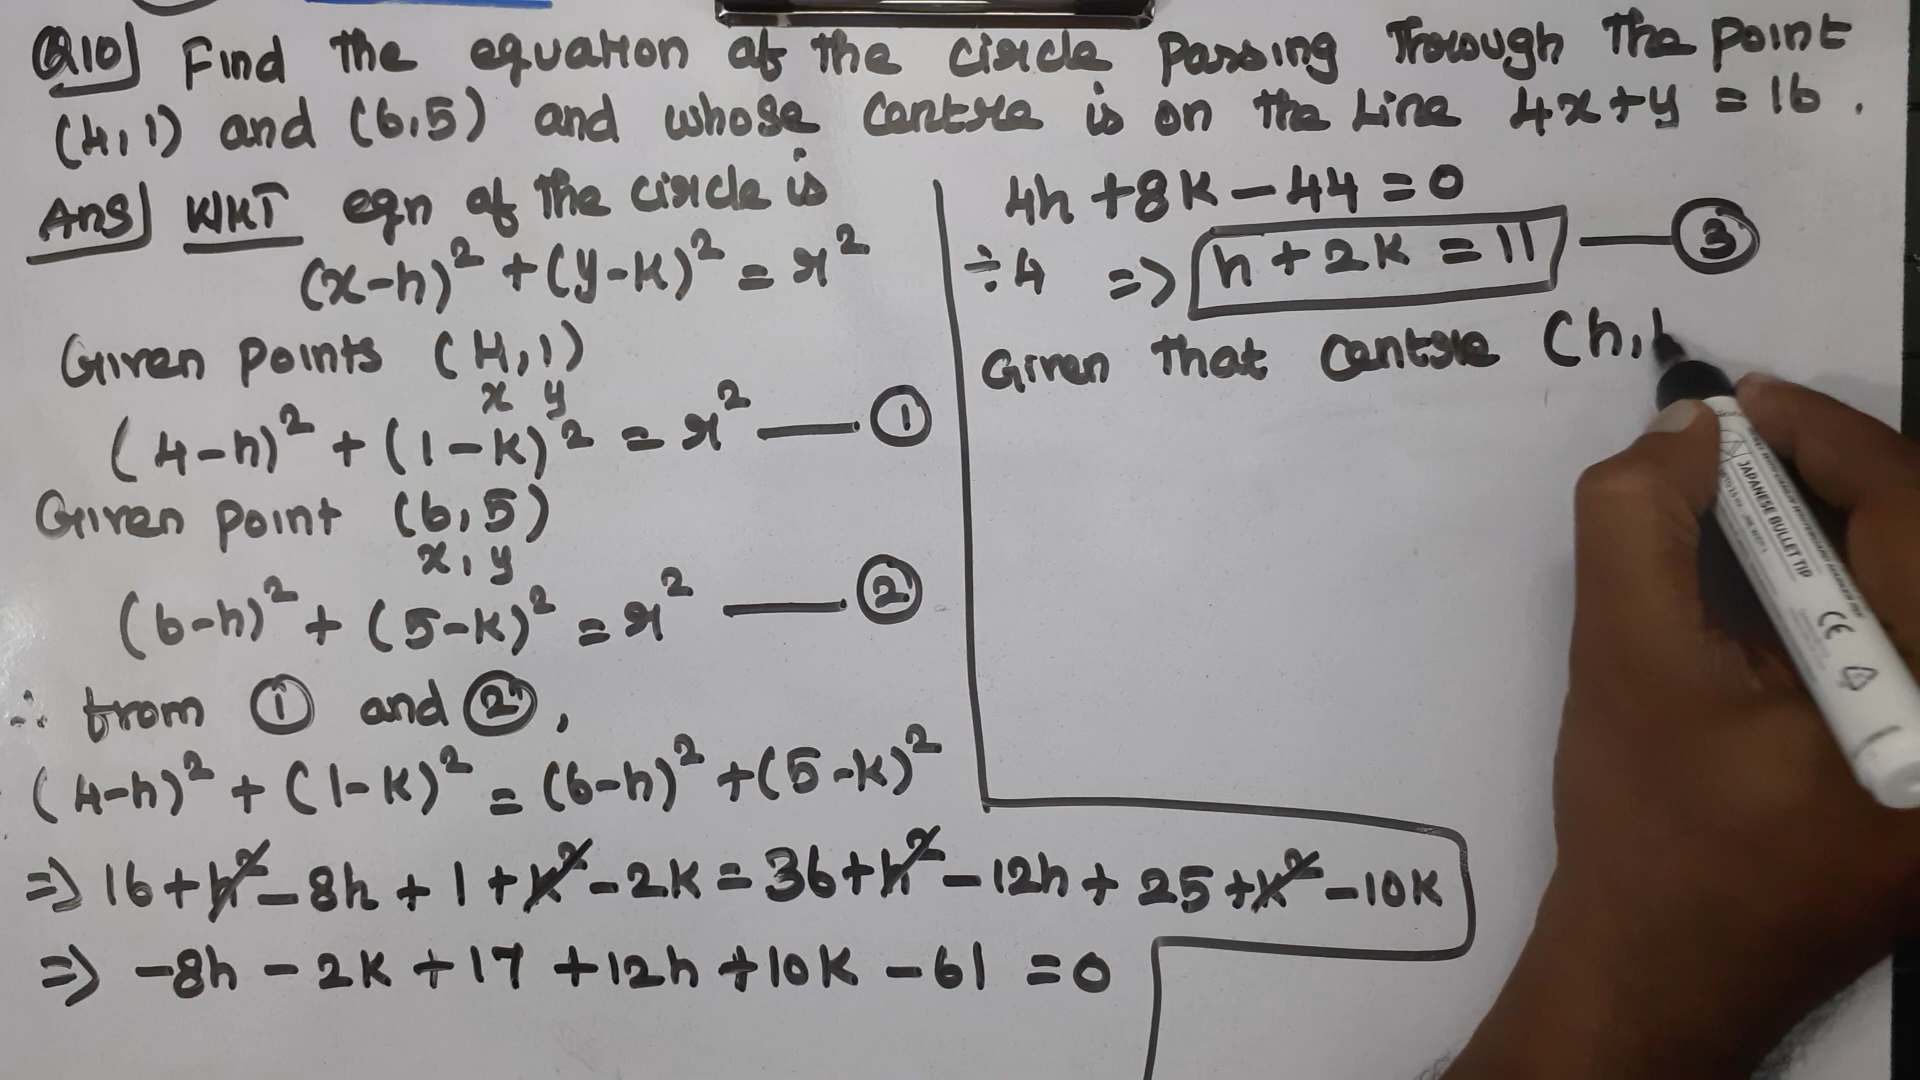 Q10) Find the equation of the circle passing through the point
(4,1) and (6,5) and whose centre is on the line 4x+y = 16.
Ans) WKT eqn of the circle is
(x-h)² + (y-k)² = r²
Given points (4,1)
x y
(4-h)² + (1-k)² = r² — ①
Given point (6,5)
x, y
(6-h)² + (5-k)² = r² — ②
∴ from ① and ②,
(4-h)² + (1-k)² = (6-h)² + (5-k)²
=> 16 + h² - 8h + 1 + k² - 2k = 36 + h² - 12h + 25 + k² - 10k
=> -8h - 2k + 17 + 12h + 10k - 61 = 0
4h + 8k - 44 = 0
÷4 => h + 2k = 11 — ③
Given that centre (h,
JAPANESE BULLET TIP
CE